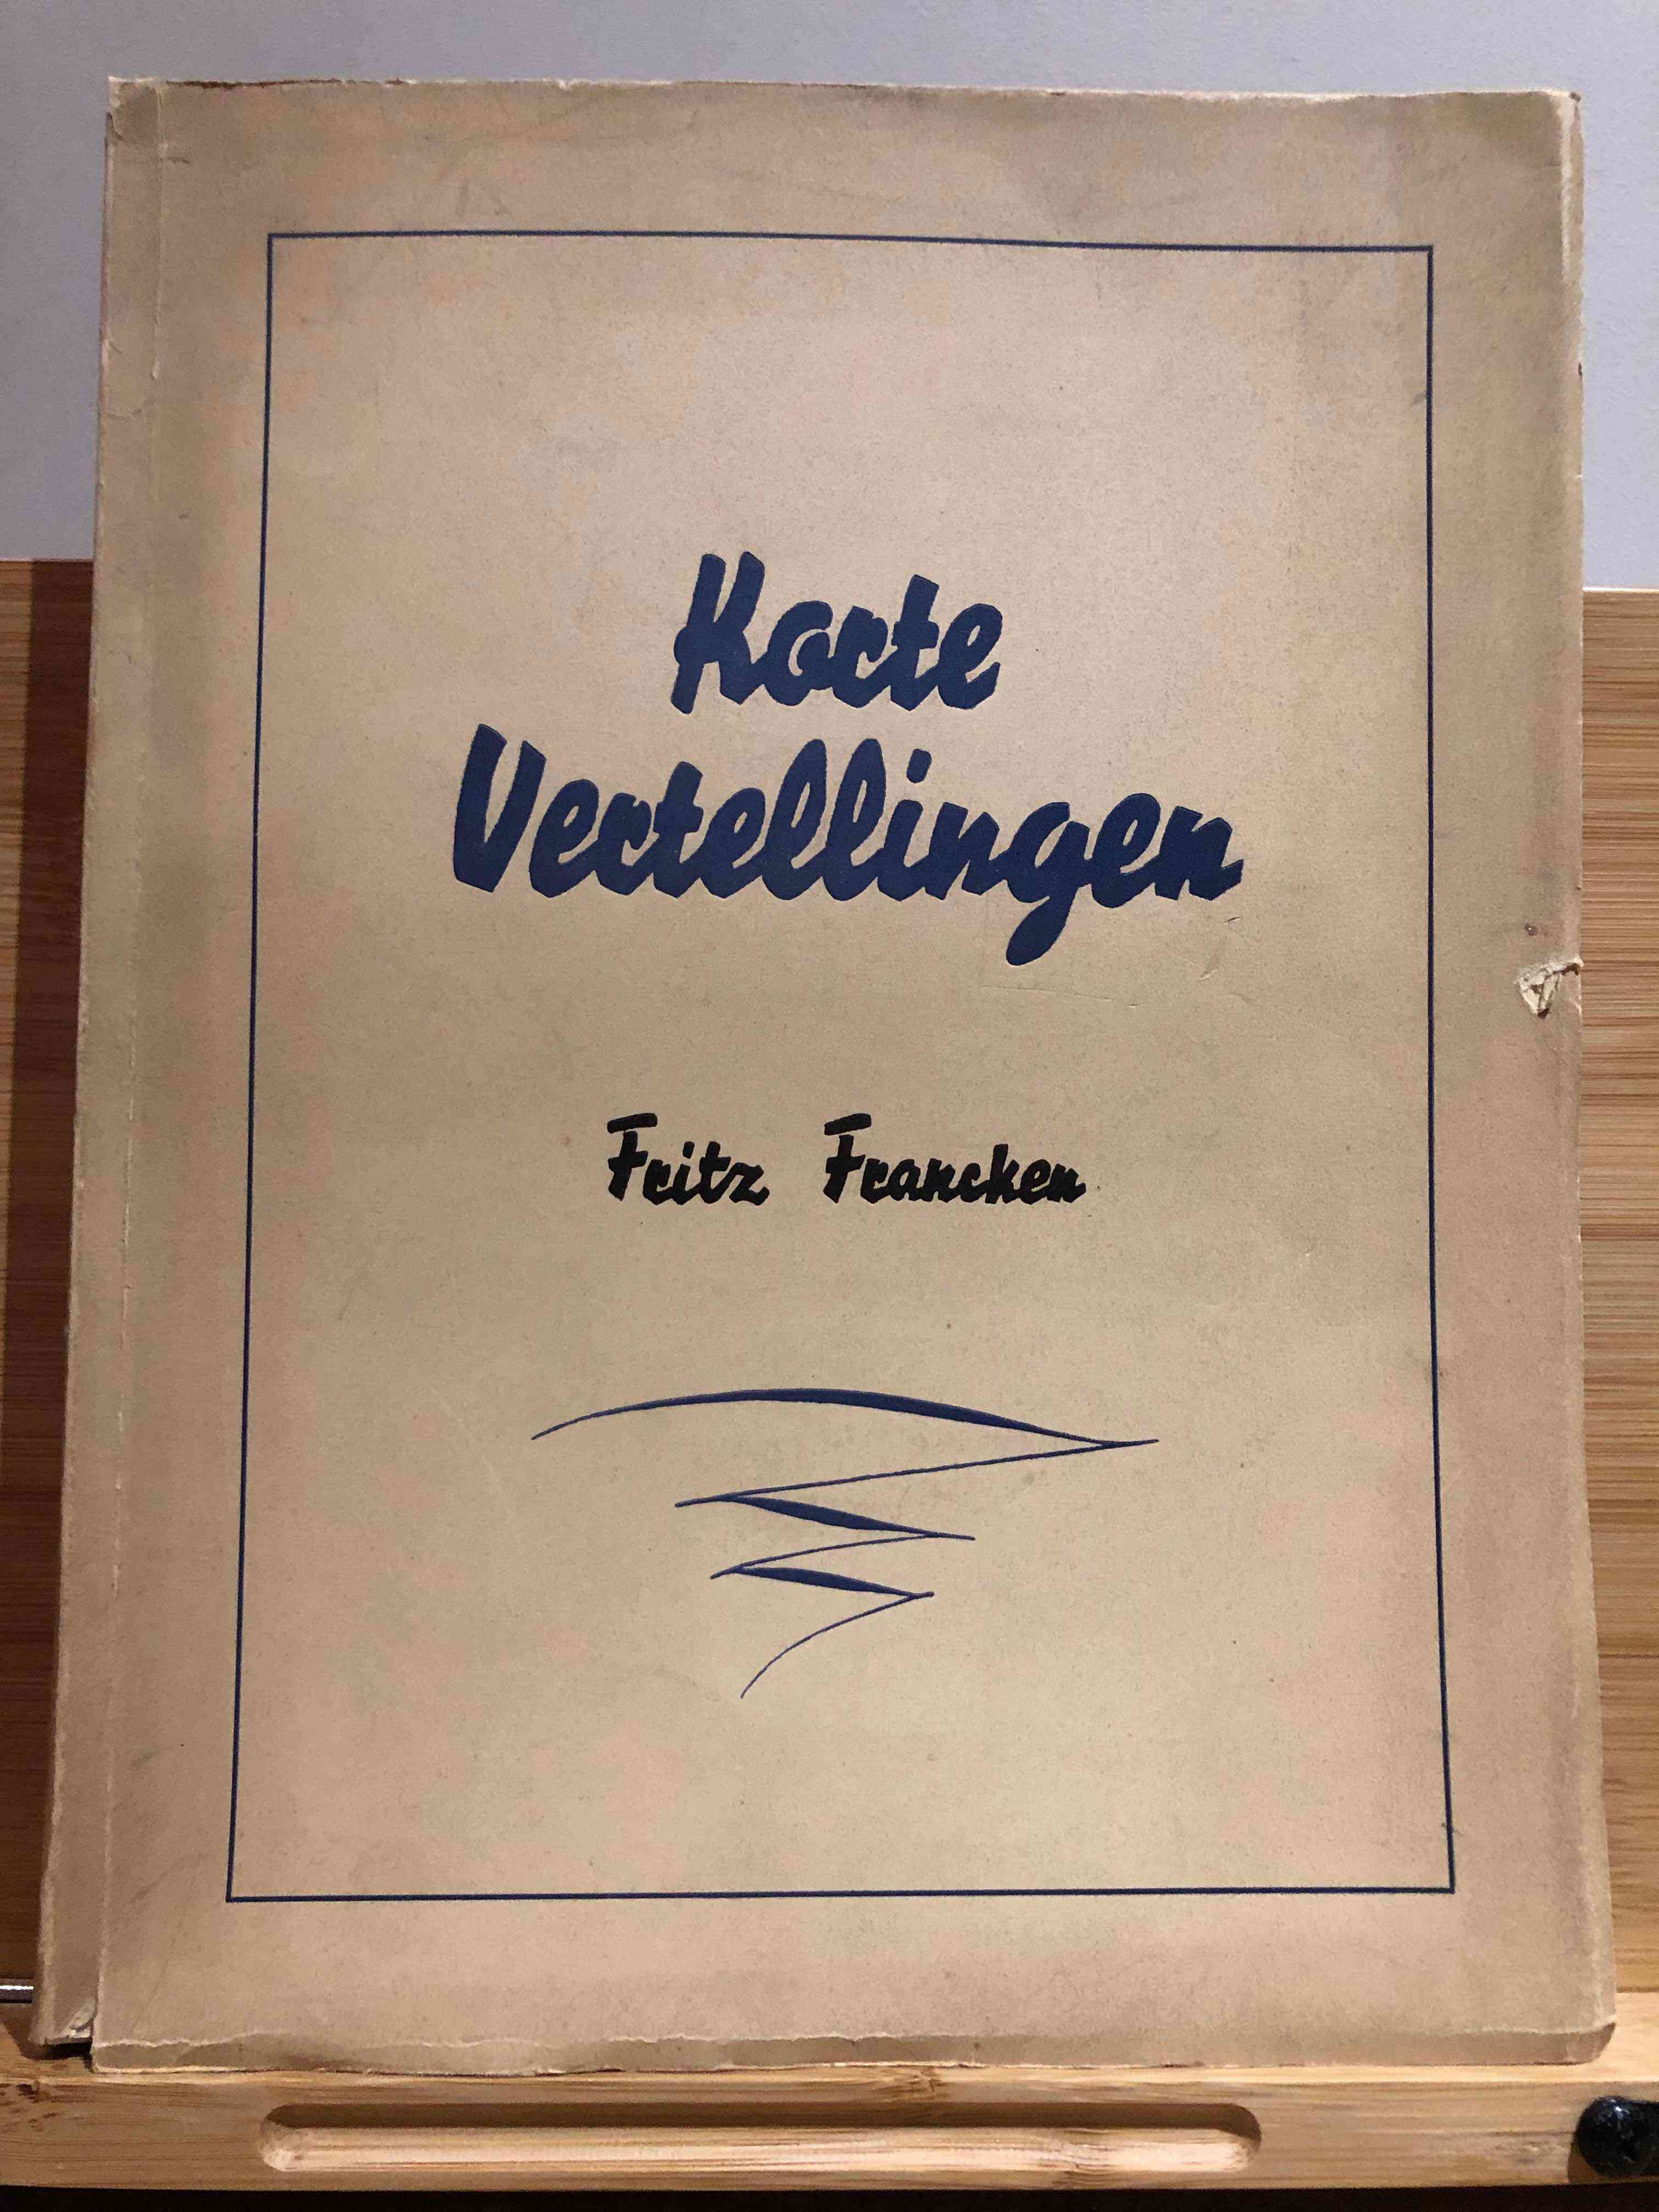 Korte
Vertellingen
Fritz Francken